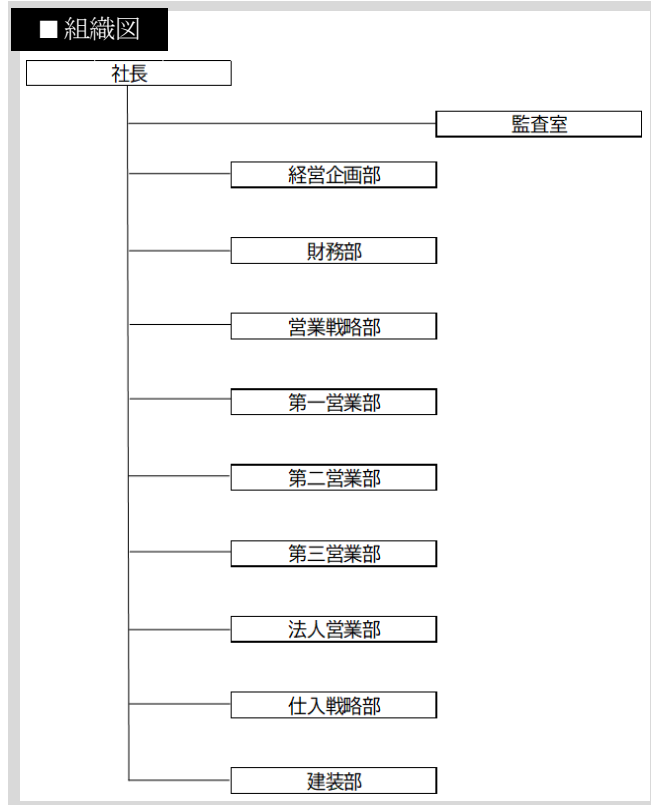 ■組織図
社長
監査室
経営企画部
財務部
営業戦略部
第一営業部
第二営業部
第三営業部
法人営業部
仕入戦略部
建装部